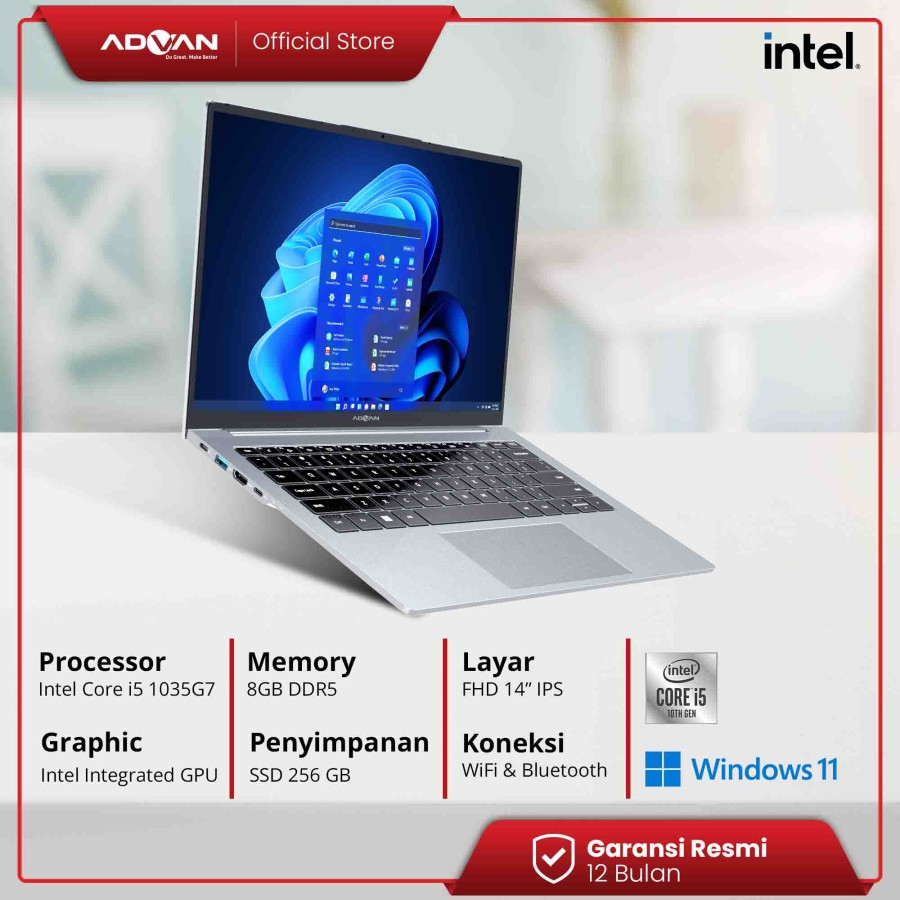 ADVAN
Do Great, Make Better
Official Store
intel.
ADVAN
Processor
Intel Core i5 1035G7
Memory
8GB DDR5
Layar
FHD 14” IPS
Graphic
Intel Integrated GPU
Penyimpanan
SSD 256 GB
Koneksi
WiFi & Bluetooth
intel
CORE i5
10TH GEN
Windows 11
Garansi Resmi
12 Bulan